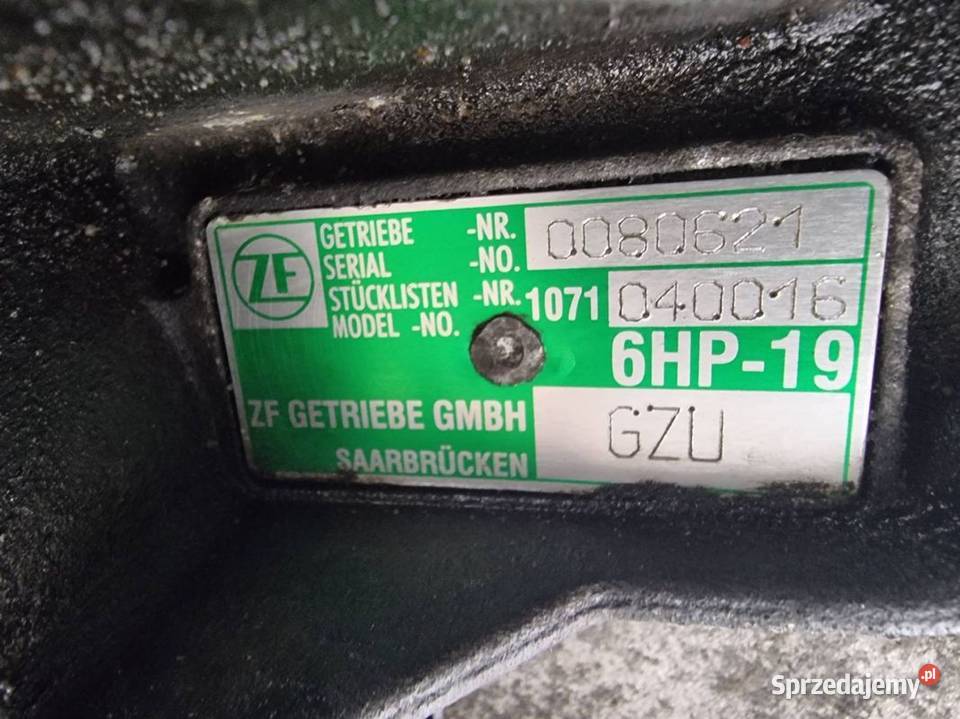 ZF
GETRIEBE -NR. 0080621
SERIAL -NO.
STÜCKLISTEN -NR. 1071 040016
MODEL -NO.
6HP-19
ZF GETRIEBE GMBH
SAARBRÜCKEN
GZU
Sprzedajemy.pl